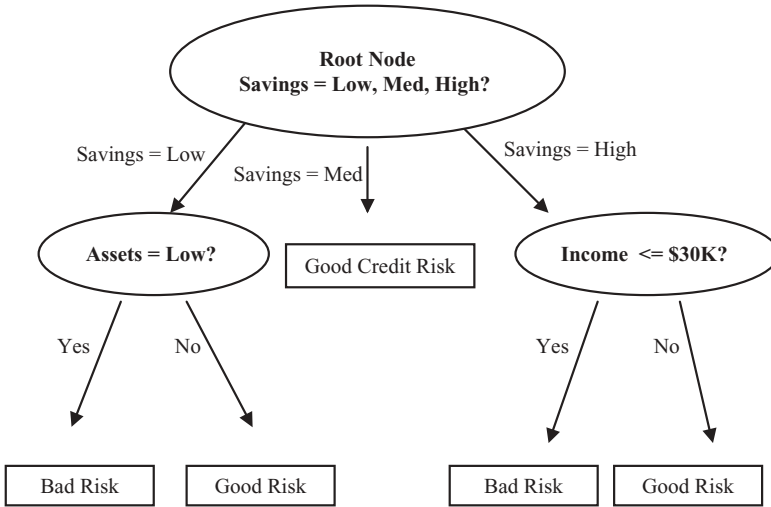 Root Node
Savings = Low, Med, High?
Savings = Low
Savings = Med
Savings = High
Assets = Low?
Good Credit Risk
Income <= $30K?
Yes
No
Yes
No
Bad Risk
Good Risk
Bad Risk
Good Risk